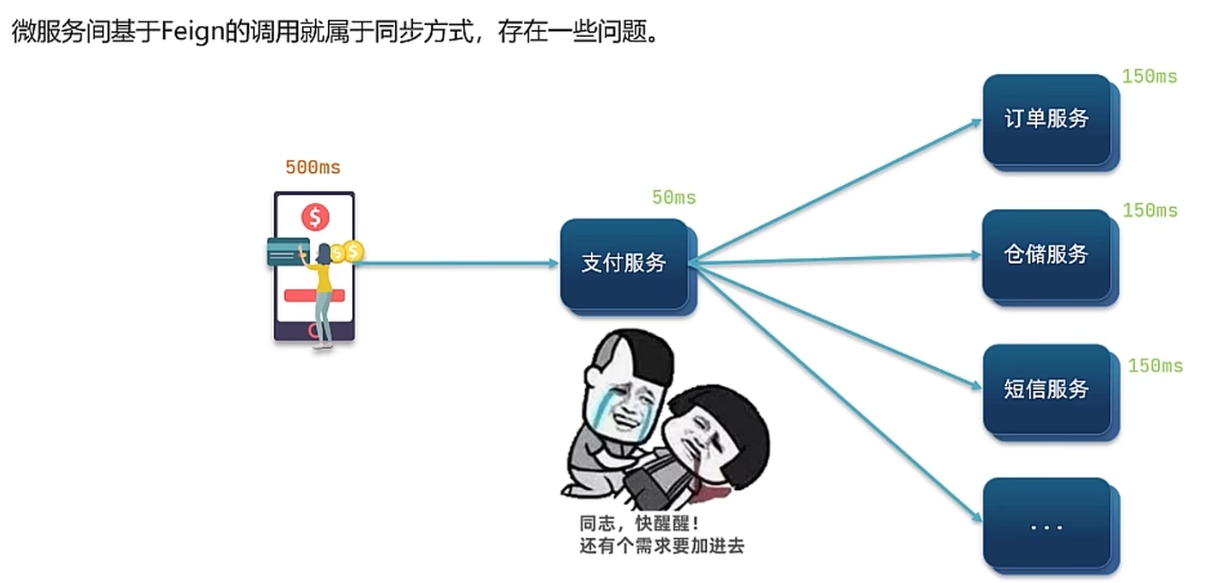 微服务间基于Feign的调用就属于同步方式，存在一些问题。
500ms
50ms
支付服务
150ms
订单服务
150ms
仓储服务
150ms
短信服务
...
同志，快醒醒！
还有个需求要加进去